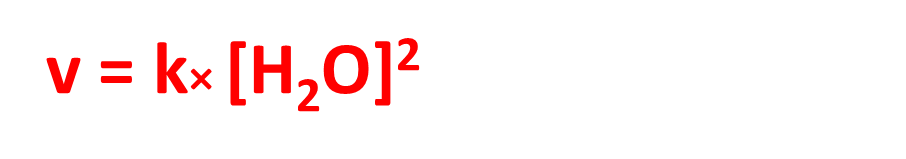 v = k× [H₂O]²